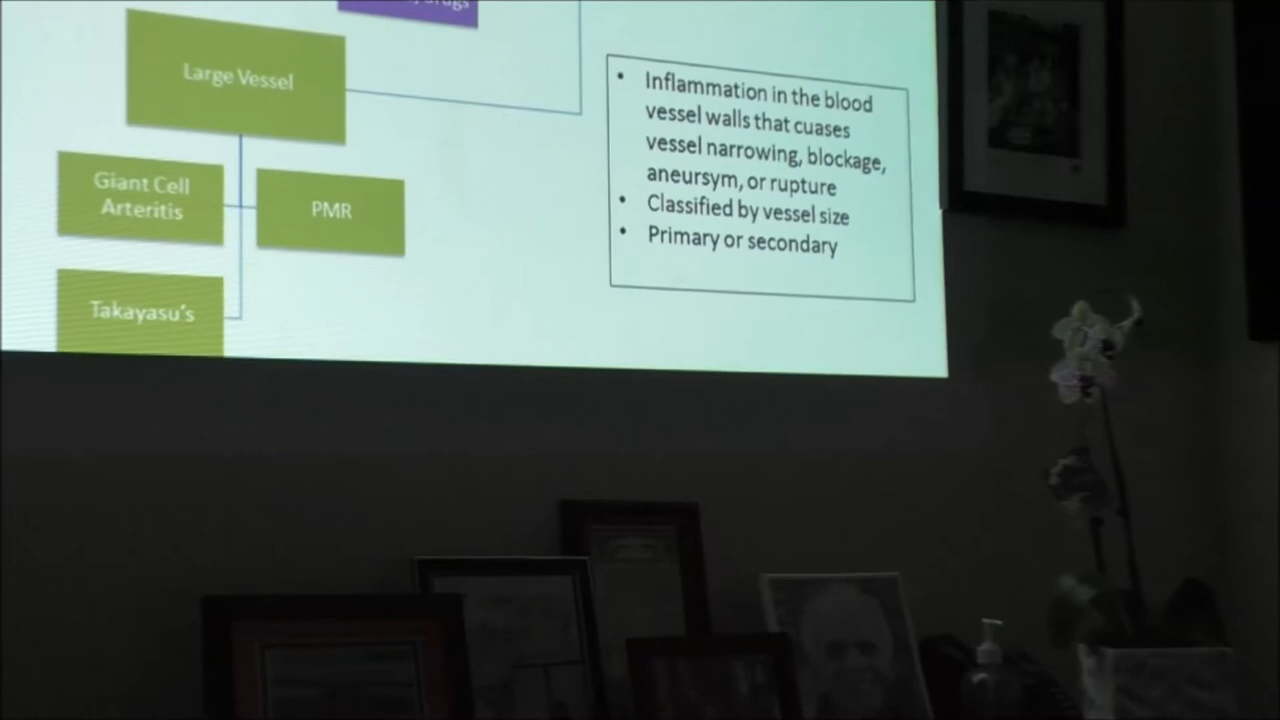 Large Vessel
Giant Cell
Arteritis
PMR
Takayasu's
• Inflammation in the blood
vessel walls that cuases
vessel narrowing, blockage,
aneursym, or rupture
• Classified by vessel size
• Primary or secondary